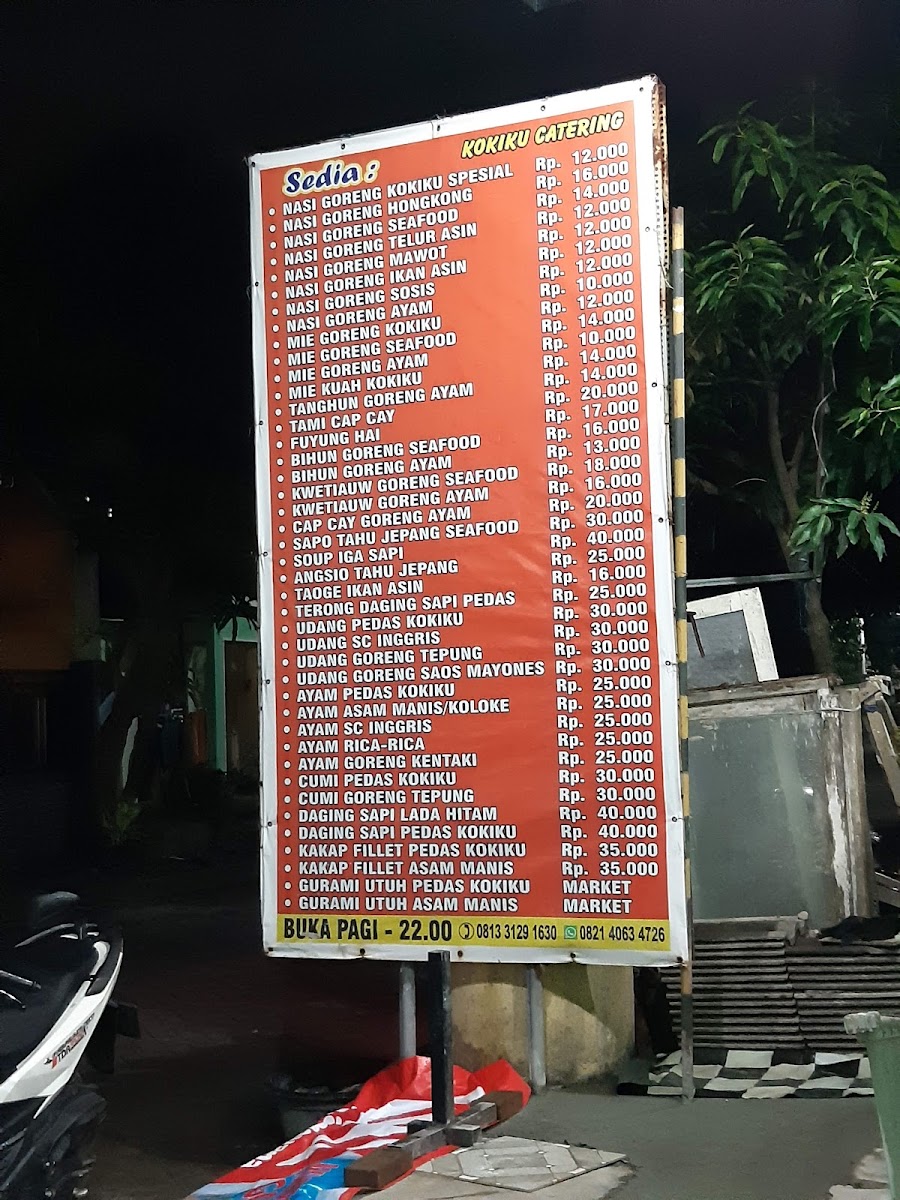 KOKIKU CATERING
Sedia :
• NASI GORENG KOKIKU SPESIAL Rp. 12.000
• NASI GORENG HONGKONG Rp. 16.000
• NASI GORENG SEAFOOD Rp. 14.000
• NASI GORENG TELUR ASIN Rp. 12.000
• NASI GORENG MAWOT Rp. 12.000
• NASI GORENG IKAN ASIN Rp. 12.000
• NASI GORENG SOSIS Rp. 12.000
• NASI GORENG AYAM Rp. 10.000
• MIE GORENG KOKIKU Rp. 12.000
• MIE GORENG SEAFOOD Rp. 14.000
• MIE GORENG AYAM Rp. 10.000
• MIE KUAH KOKIKU Rp. 14.000
• TANGHUN GORENG AYAM Rp. 14.000
• TAMI CAP CAY Rp. 20.000
• FUYUNG HAI Rp. 17.000
• BIHUN GORENG SEAFOOD Rp. 16.000
• BIHUN GORENG AYAM Rp. 13.000
• KWETIAUW GORENG SEAFOOD Rp. 18.000
• KWETIAUW GORENG AYAM Rp. 16.000
• CAP CAY GORENG AYAM Rp. 20.000
• SAPO TAHU JEPANG SEAFOOD Rp. 30.000
• SOUP IGA SAPI Rp. 40.000
• ANGSIO TAHU JEPANG Rp. 25.000
• TAOGE IKAN ASIN Rp. 16.000
• TERONG DAGING SAPI PEDAS Rp. 25.000
• UDANG PEDAS KOKIKU Rp. 30.000
• UDANG SC INGGRIS Rp. 30.000
• UDANG GORENG TEPUNG Rp. 30.000
• UDANG GORENG SAOS MAYONES Rp. 30.000
• AYAM PEDAS KOKIKU Rp. 25.000
• AYAM ASAM MANIS/KOLOKE Rp. 25.000
• AYAM SC INGGRIS Rp. 25.000
• AYAM RICA-RICA Rp. 25.000
• AYAM GORENG KENTAKI Rp. 25.000
• CUMI PEDAS KOKIKU Rp. 30.000
• CUMI GORENG TEPUNG Rp. 30.000
• DAGING SAPI LADA HITAM Rp. 40.000
• DAGING SAPI PEDAS KOKIKU Rp. 40.000
• KAKAP FILLET PEDAS KOKIKU Rp. 35.000
• KAKAP FILLET ASAM MANIS Rp. 35.000
• GURAMI UTUH PEDAS KOKIKU MARKET
• GURAMI UTUH ASAM MANIS MARKET
BUKA PAGI - 22.00 0813 3129 1630 0821 4063 4726